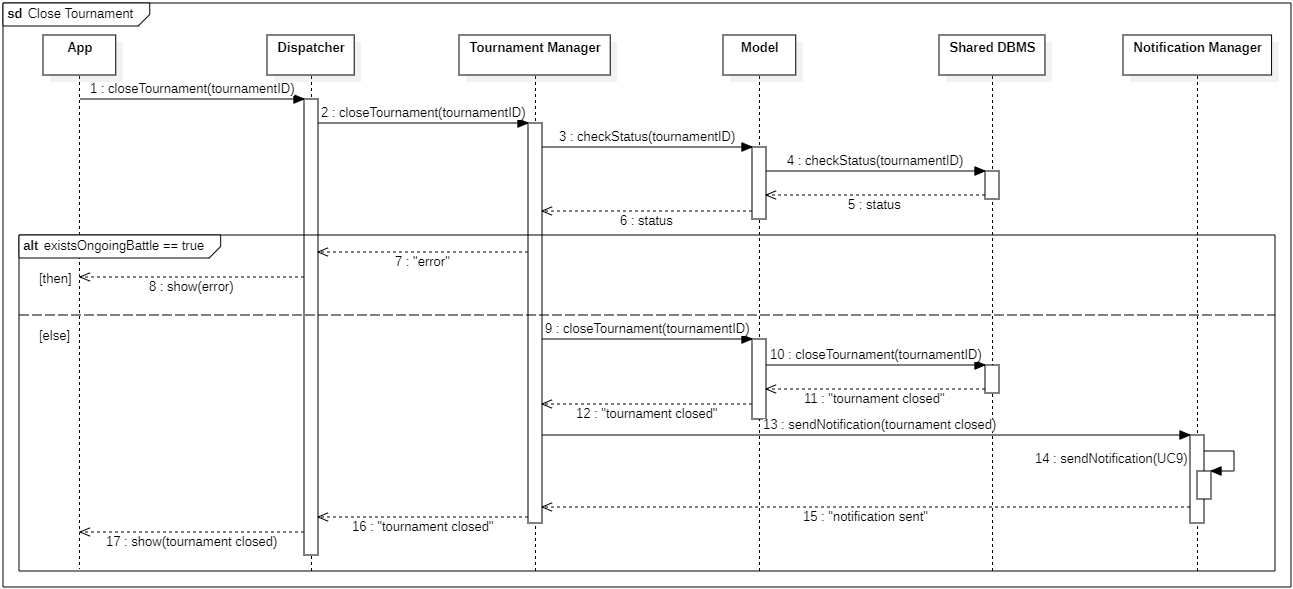 sd Close Tournament
App
Dispatcher
Tournament Manager
Model
Shared DBMS
Notification Manager
1 : closeTournament(tournamentID)
2 : closeTournament(tournamentID)
3 : checkStatus(tournamentID)
4 : checkStatus(tournamentID)
5 : status
6 : status
alt existsOngoingBattle == true
7 : "error"
[then]
8 : show(error)
[else]
9 : closeTournament(tournamentID)
10 : closeTournament(tournamentID)
11 : "tournament closed"
12 : "tournament closed"
13 : sendNotification(tournament closed)
14 : sendNotification(UC9)
15 : "notification sent"
16 : "tournament closed"
17 : show(tournament closed)